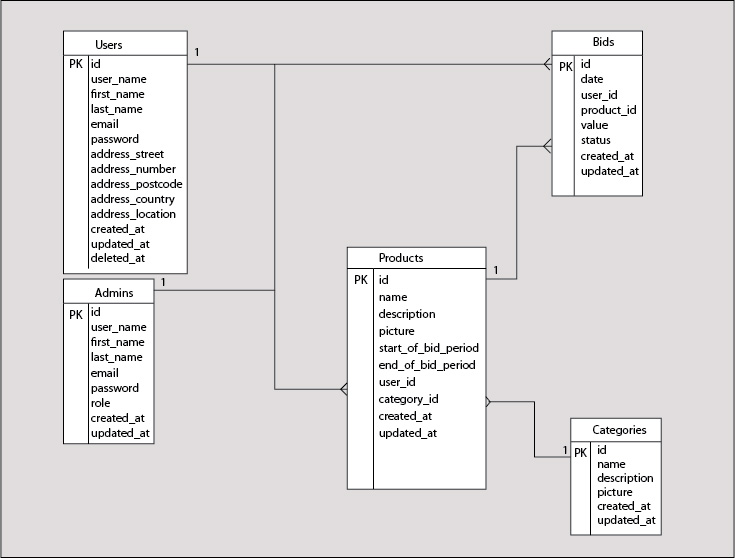 Users
PK id
user_name
first_name
last_name
email
password
address_street
address_number
address_postcode
address_country
address_location
created_at
updated_at
deleted_at
1
Bids
PK id
date
user_id
product_id
value
status
created_at
updated_at
Admins
PK id
user_name
first_name
last_name
email
password
role
created_at
updated_at
1
Products
PK id
name
description
picture
start_of_bid_period
end_of_bid_period
user_id
category_id
created_at
updated_at
1
Categories
1 PK id
name
description
picture
created_at
updated_at